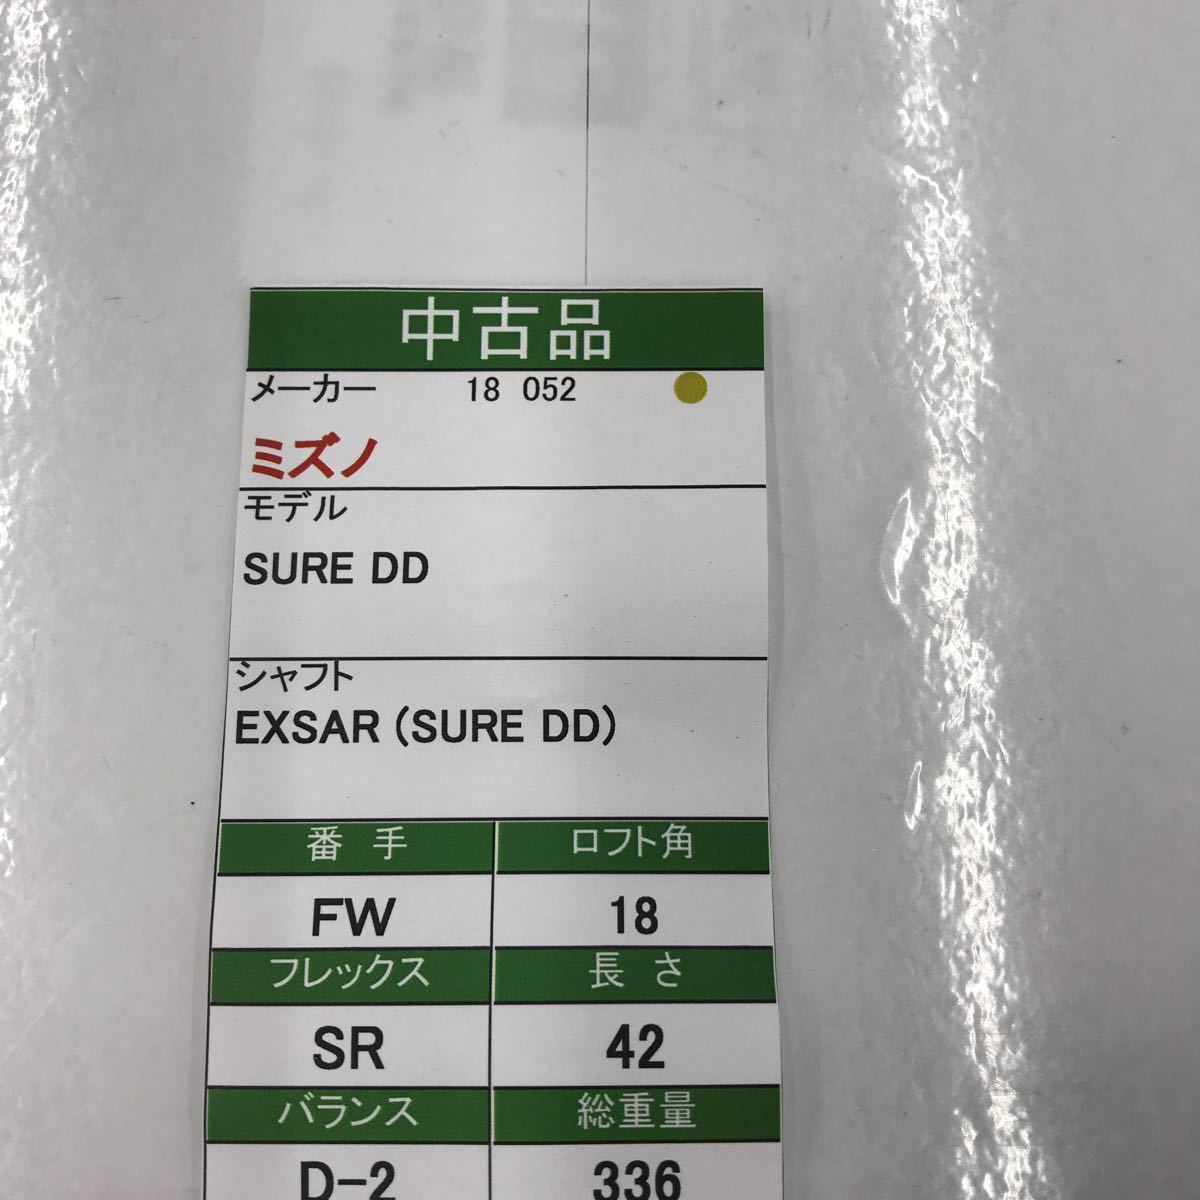 中古品
メーカー 18 052
ミズノ
モデル
SURE DD
シャフト
EXSAR (SURE DD)
番 手 ロフト角
FW 18
フレックス 長 さ
SR 42
バランス 総重量
D-2 336